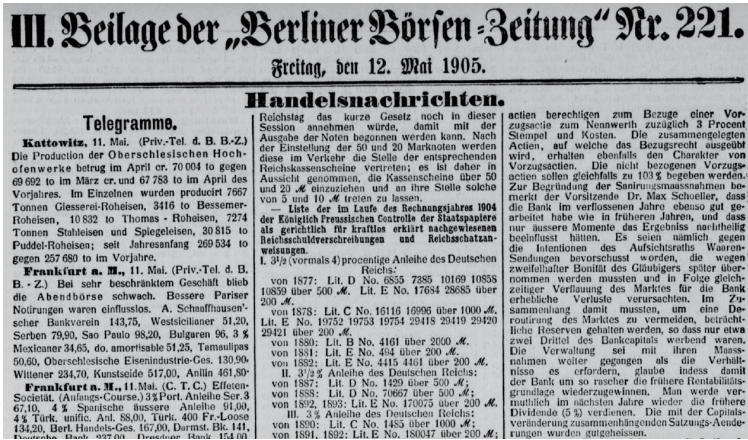 III. Beilage der „Berliner Börsen-Zeitung“ Nr. 221.
Freitag, den 12. Mai 1905.
Handelsnachrichten.
Telegramme.
Kattowitz, 11. Mai. (Priv.-Tel. d. B. B.-Z.)
Die Production der Oberschlesischen Hoch-
ofenwerke betrug im April cr. 70 004 to gegen
69 692 to im März cr. und 67 783 to im April des
Vorjahres. Im Einzelnen wurden producirt 7667
Tonnen Giesserei-Roheisen, 3416 to Bessemer-
Roheisen, 10 832 to Thomas-Roheisen, 7274
Tonnen Stahleisen und Spiegeleisen, 30 815 to
Puddel-Roheisen; seit Jahresanfang 269 534 to
gegen 257 680 to im Vorjahre.
Frankfurt a. M., 11. Mai. (Priv.-Tel. d. B.
B.-Z.) Bei sehr beschränktem Geschäft blieb
die Abendbörse schwach. Bessere Pariser
Notirungen waren einflusslos. A. Schaaffhausen'-
scher Bankverein 143,75, Westsicilianer 51,20,
Serben 79,90, Sao Paulo 98,20, Bulgaren 96, 3 %
Mexicaner 34,65, do. amortisable 51,25, Tamaulipas
50,60, Oberschlesische Eisenindustrie-Ges. 130,90,
Wittener 234,70, Kunstseide 517,00, Anilin 461,80.
Frankfurt a. M., 11. Mai. (C. T. C.) Effeten-
Societät. (Anfangs-Course.) 3% Port. Anleihe Ser. 3
67,10, 4 % Spanische äussere Anleihe 91,00,
4 % Türk. unific. Anl. 88,00, Türk. 400 Fr.-Loose
134,20, Berl. Handels-Ges. 167,00, Darmst. Bk. 141,
Deutsche Bank 237,00, Dresdner Bank 154,00
Reichstag das kurze Gesetz noch in dieser
Session annehmen würde, damit mit der
Ausgabe der Noten begonnen werden kann. Nach
der Einstellung der 50 und 20 Marknoten werden
diese im Verkehr die Stelle der entsprechenden
Reichskassenscheine vertreten; es ist daher in
Aussicht genommen, die Kassenscheine über 50
und 20 M einzuziehen und an ihre Stelle solche
von 5 und 10 M treten zu lassen.
— Liste der im Laufe des Rechnungsjahres 1904
der Königlich Preussischen Controlle der Staatspapiere
als gerichtlich für kraftlos erklärt nachgewiesenen
Reichsschuldverschreibungen und Reichsschatzan-
weisungen.
I. 3½ (vormals 4) procentige Anleihe des Deutschen
Reichs:
von 1877: Lit. D No. 6855 7385 10169 10858
10859 über 500 M. Lit. E No. 17684 28685 über
200 M.
von 1878: Lit. C No. 16116 16996 über 1000 M.
Lit. E No. 19752 19753 19754 29418 29419 29420
29421 über 200 M.
von 1880: Lit. B No. 4161 über 2000 M.
von 1881: Lit. E No. 494 über 200 M.
von 1882: Lit. E No. 4415 4461 über 200 M.
II. 3½ % Anleihe des Deutschen Reichs:
von 1887: Lit. D No. 1429 über 500 M;
von 1888: Lit. D No. 70667 über 500 M;
von 1892, 1893: Lit. E No. 170075 über 200 M.
III. 3 % Anleihe des Deutschen Reichs:
von 1890: Lit. C No. 1485 über 1000 M;
von 1891, 1892: Lit. E No. 180047 über 200 M;
actien berechtigen zum Bezuge einer Vor-
zugsactie zum Nennwerth zuzüglich 3 Procent
Stempel und Kosten. Die zusammengelegten
Actien, auf welche das Bezugsrecht ausgeübt
wird, erhalten ebenfalls den Charakter von
Vorzugsactien. Die nicht bezogenen Vorzugs-
actien sollen gleichfalls zu 103 % begeben werden.
Zur Begründung der Sanirungsmaassnahmen be-
merkt der Vorsitzende Dr. Max Schoeller, dass
die Bank im verflossenen Jahre ebenso gut ge-
arbeitet habe wie in früheren Jahren, und dass
nur äussere Momente das Ergebniss nachtheilig
beeinflusst hätten. Es seien nämlich gegen
die Intentionen des Aufsichtsraths Waaren-
Sendungen bevorschusst worden, die wegen
zweifelhafter Bonität des Gläubigers später über-
nommen werden mussten und in Folge gleich-
zeitiger Verflauung des Marktes für die Bank
erhebliche Verluste verursachten. Im Zu-
sammenhang damit mussten, um eine De-
routirung des Marktes zu vermeiden, beträcht-
liche Reserven gehalten werden, so dass nur etwa
zwei Drittel des Bankcapitals werbend waren.
Die Verwaltung sei mit ihren Maass-
nahmen weiter gegangen als die Verhält-
nisse es erfordern, glaube indess damit
der Bank um so rascher die frühere Rentabilitäts-
grundlage wiederzugewinnen. Man werde ver-
muthlich im nächsten Jahre wieder die frühere
Dividende (5 %) verdienen. Die mit der Capitals-
veränderung zusammenhängenden Satzungs-Aende-
rungen wurden gutgeheissen.